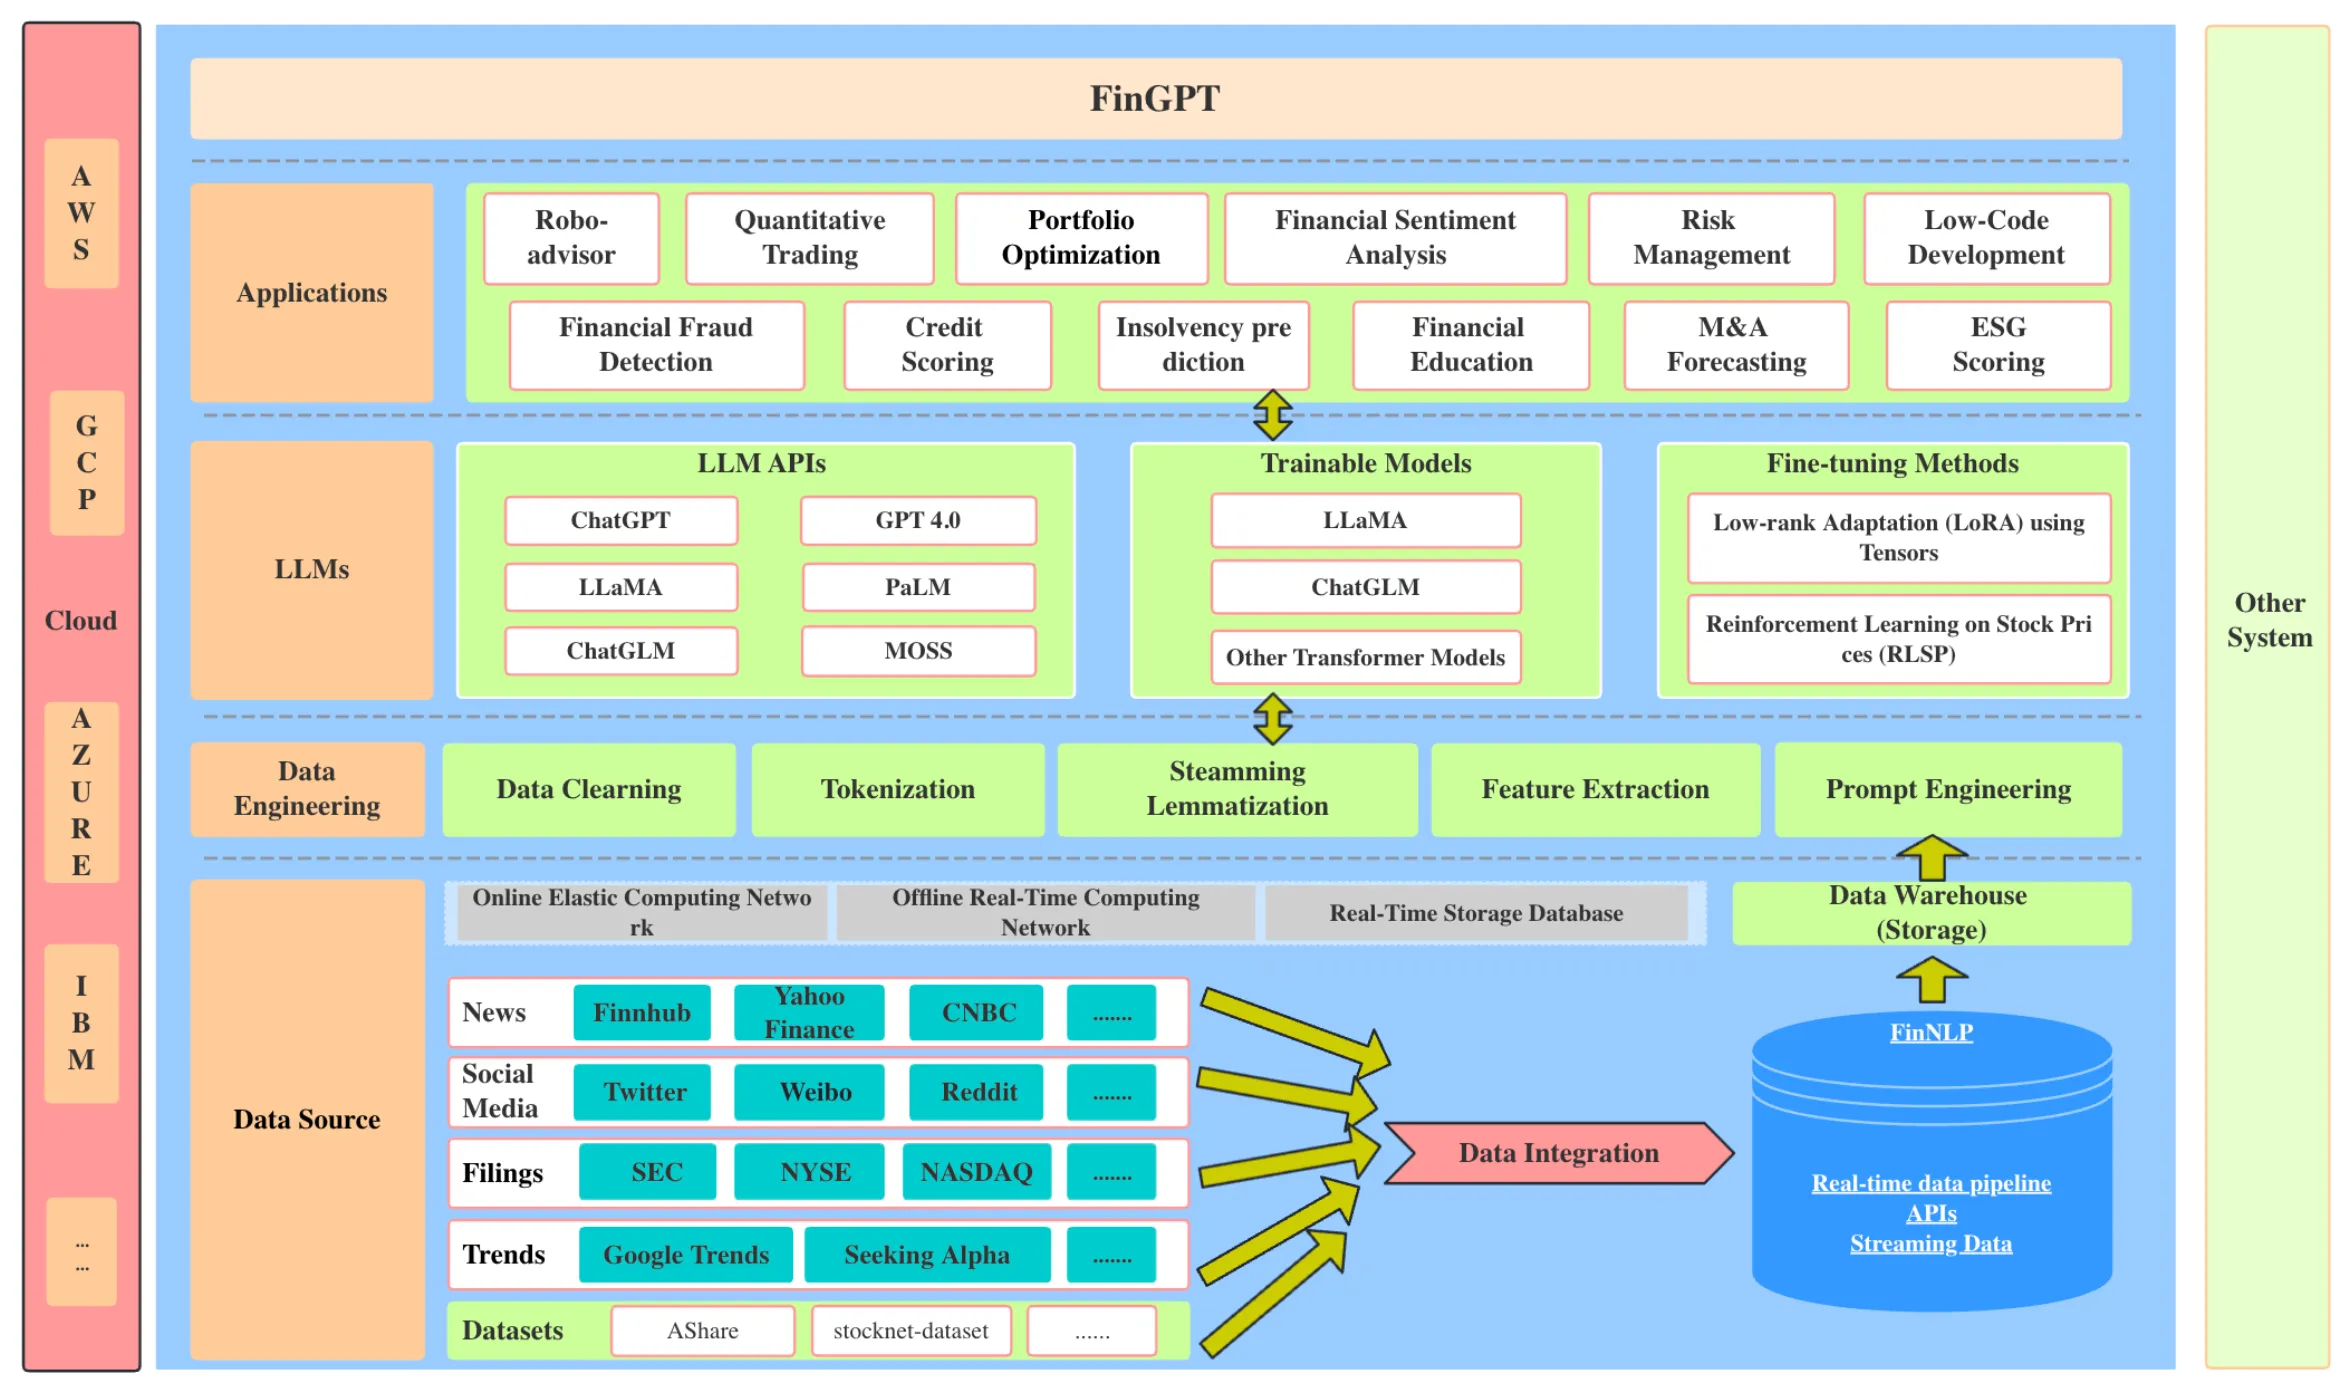 FinGPT
A
W
S
G
C
P
Cloud
A
Z
U
R
E
I
B
M
...
...
Applications
Robo-
advisor
Quantitative
Trading
Portfolio
Optimization
Financial Sentiment
Analysis
Risk
Management
Low-Code
Development
Financial Fraud
Detection
Credit
Scoring
Insolvency pre
diction
Financial
Education
M&A
Forecasting
ESG
Scoring
LLMs
LLM APIs
ChatGPT
GPT 4.0
LLaMA
PaLM
ChatGLM
MOSS
Trainable Models
LLaMA
ChatGLM
Other Transformer Models
Fine-tuning Methods
Low-rank Adaptation (LoRA) using
Tensors
Reinforcement Learning on Stock Pri
ces (RLSP)
Data
Engineering
Data Clearning
Tokenization
Steamming
Lemmatization
Feature Extraction
Prompt Engineering
Data Source
Online Elastic Computing Netwo
rk
Offline Real-Time Computing
Network
Real-Time Storage Database
Data Warehouse
(Storage)
News
Finnhub
Yahoo
Finance
CNBC
.......
Social
Media
Twitter
Weibo
Reddit
.......
Filings
SEC
NYSE
NASDAQ
.......
Trends
Google Trends
Seeking Alpha
.......
Datasets
AShare
stocknet-dataset
......
Data Integration
FinNLP
Real-time data pipeline
APIs
Streaming Data
Other
System